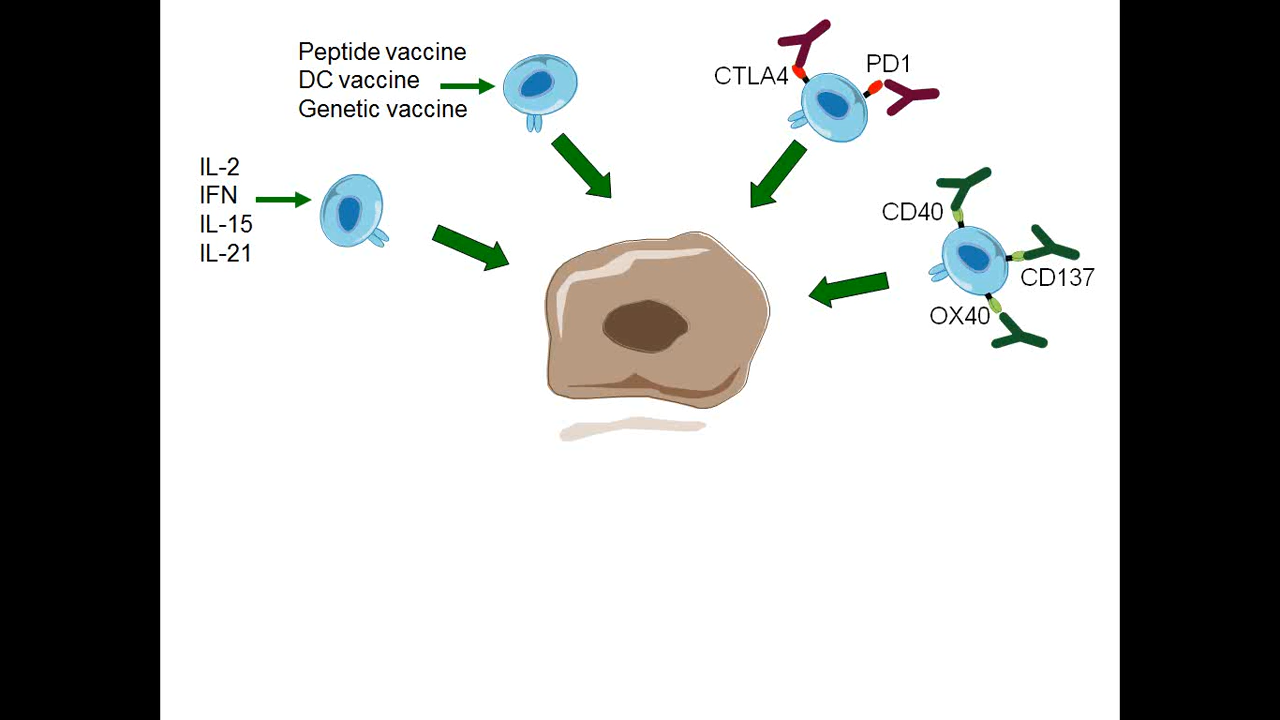 Peptide vaccine
DC vaccine
Genetic vaccine
IL-2
IFN
IL-15
IL-21
CTLA4
PD1
CD40
CD137
OX40